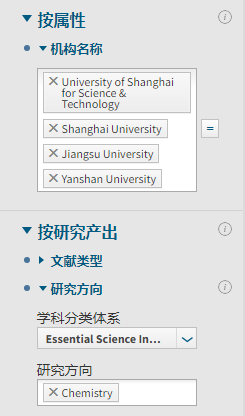 按属性
机构名称
University of Shanghai
for Science &
Technology
Shanghai University
=
Jiangsu University
Yanshan University
按研究产出
文献类型
研究方向
学科分类体系
Essential Science In...
研究方向
Chemistry